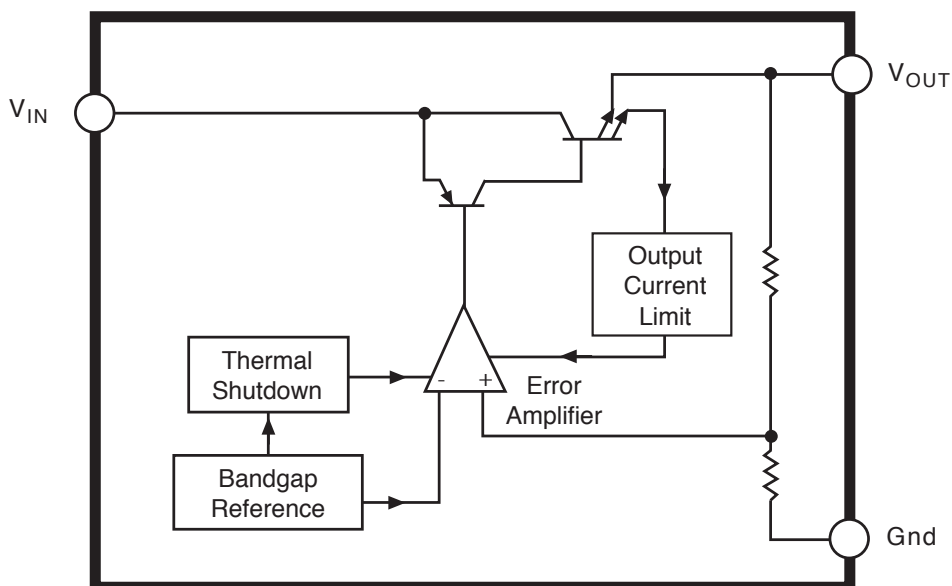 V_OUT
V_IN
Output
Current
Limit
Thermal
Shutdown
- +
Error
Amplifier
Bandgap
Reference
Gnd